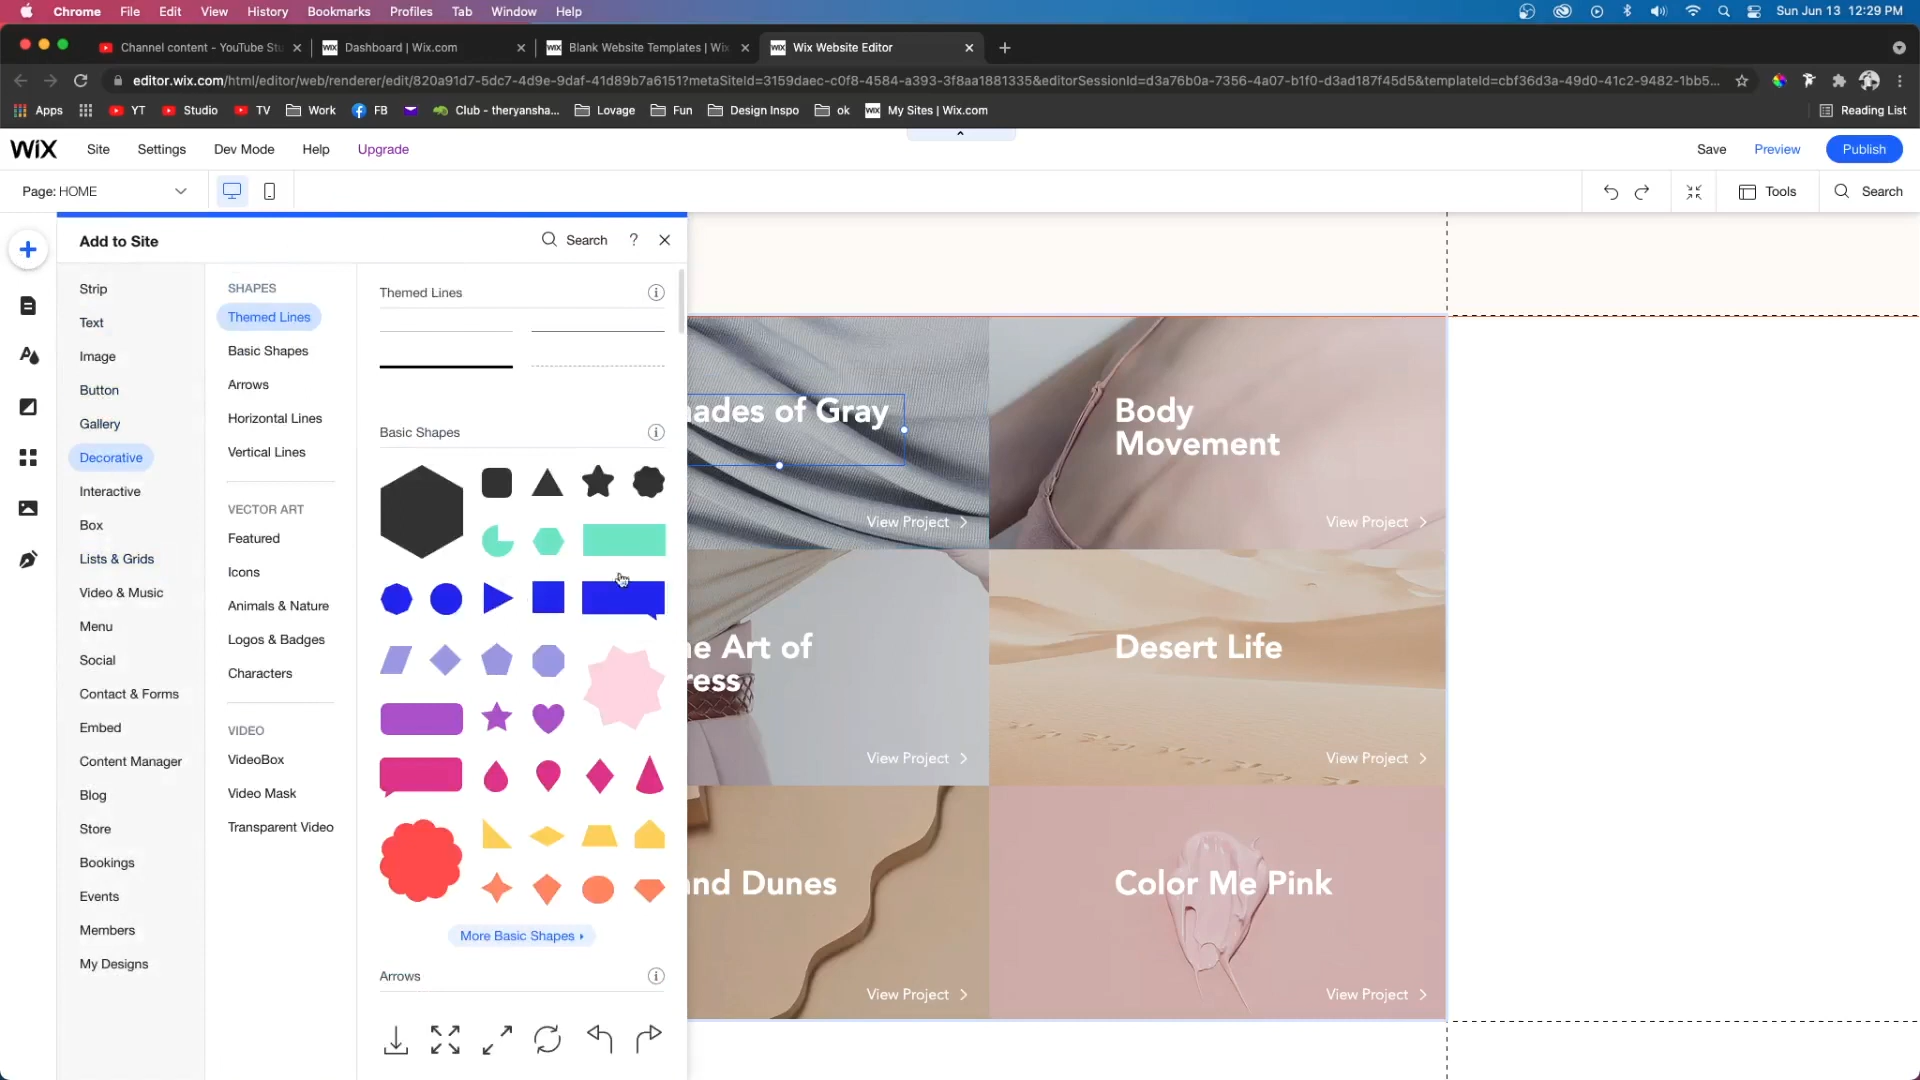 Chrome File Edit View History Bookmarks Profiles Tab Window Help Sun Jun 13 12:29 PM
Channel content - YouTube Stu Dashboard | Wix.com Blank Website Templates | Wix Wix Website Editor
editor.wix.com/html/editor/web/renderer/edit/820a91d7-5dc7-4d9e-9daf-41d89b7a6151?metaSiteId=3159daec-c0f8-4584-a393-3f8aa1881335&editorSessionId=d3a76b0a-7356-4a07-b1f0-d3ad187f45d5&templateId=cbf36d3a-49d0-41c2-9482-1bb5...
Apps YT Studio TV Work FB Club - theryansha... Lovage Fun Design Inspo ok My Sites | Wix.com Reading List
WIX Site Settings Dev Mode Help Upgrade Save Preview Publish
Page: HOME Tools Search
Add to Site Search ?
Strip
Text
Image
Button
Gallery
Decorative
Interactive
Box
Lists & Grids
Video & Music
Menu
Social
Contact & Forms
Embed
Content Manager
Blog
Store
Bookings
Events
Members
My Designs
SHAPES
Themed Lines
Basic Shapes
Arrows
Horizontal Lines
Vertical Lines
VECTOR ART
Featured
Icons
Animals & Nature
Logos & Badges
Characters
VIDEO
VideoBox
Video Mask
Transparent Video
Themed Lines
Basic Shapes
More Basic Shapes
Arrows
ades of Gray
View Project
Body
Movement
View Project
e Art of
ress
View Project
Desert Life
View Project
nd Dunes
View Project
Color Me Pink
View Project